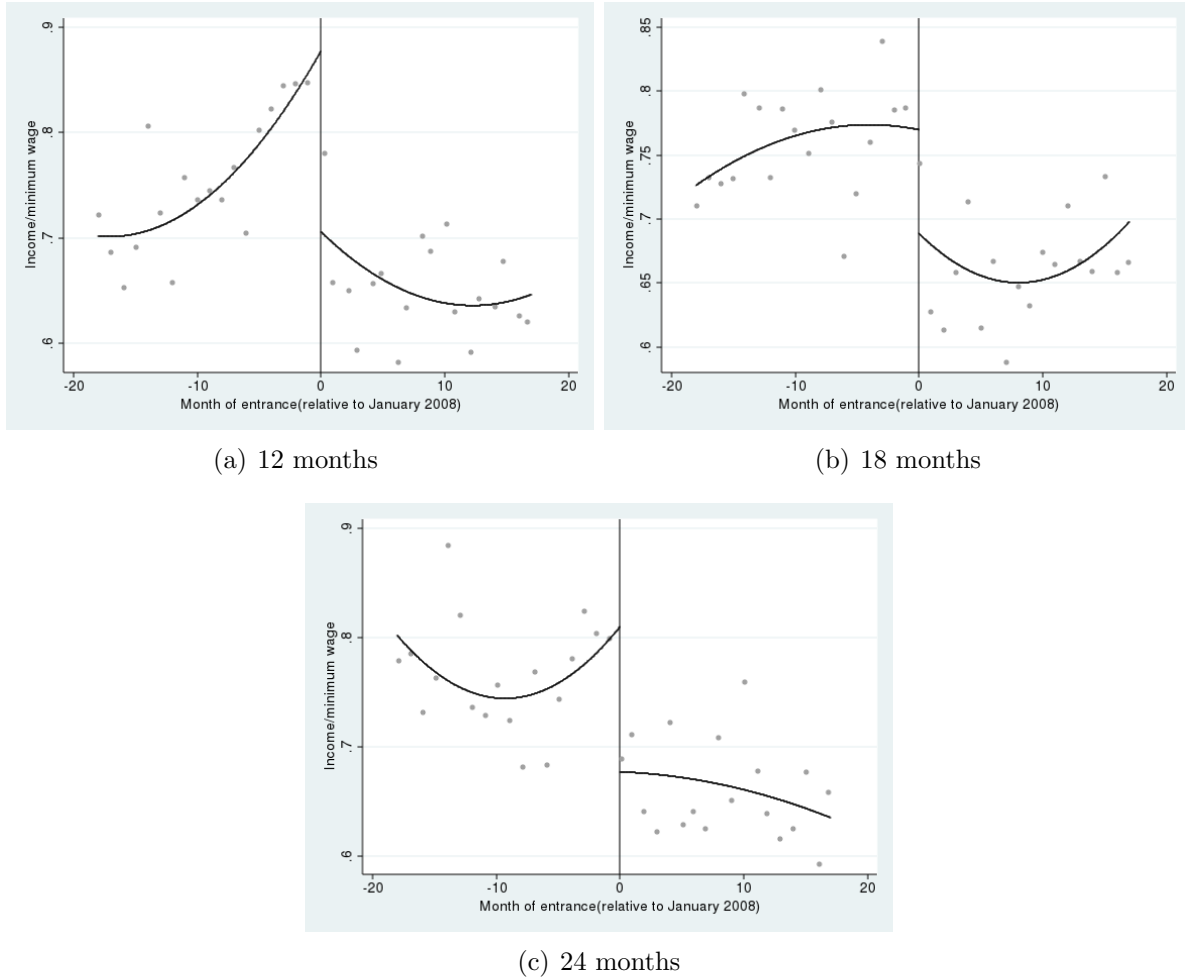 .9
.8
.7
.6
Income/minimum wage
-20 -10 0 10 20
Month of entrance(relative to January 2008)
(a) 12 months
.85
.8
.75
.7
.65
.6
Income/minimum wage
-20 -10 0 10 20
Month of entrance(relative to January 2008)
(b) 18 months
.9
.8
.7
.6
Income/minimum wage
-20 -10 0 10 20
Month of entrance(relative to January 2008)
(c) 24 months